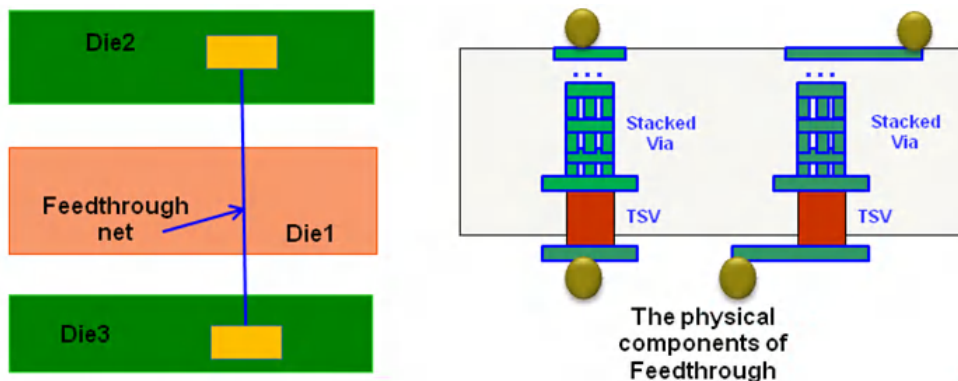 Die2
Feedthrough
net
Die1
Die3
...
...
Stacked
Via
Stacked
Via
TSV
TSV
The physical
components of
Feedthrough